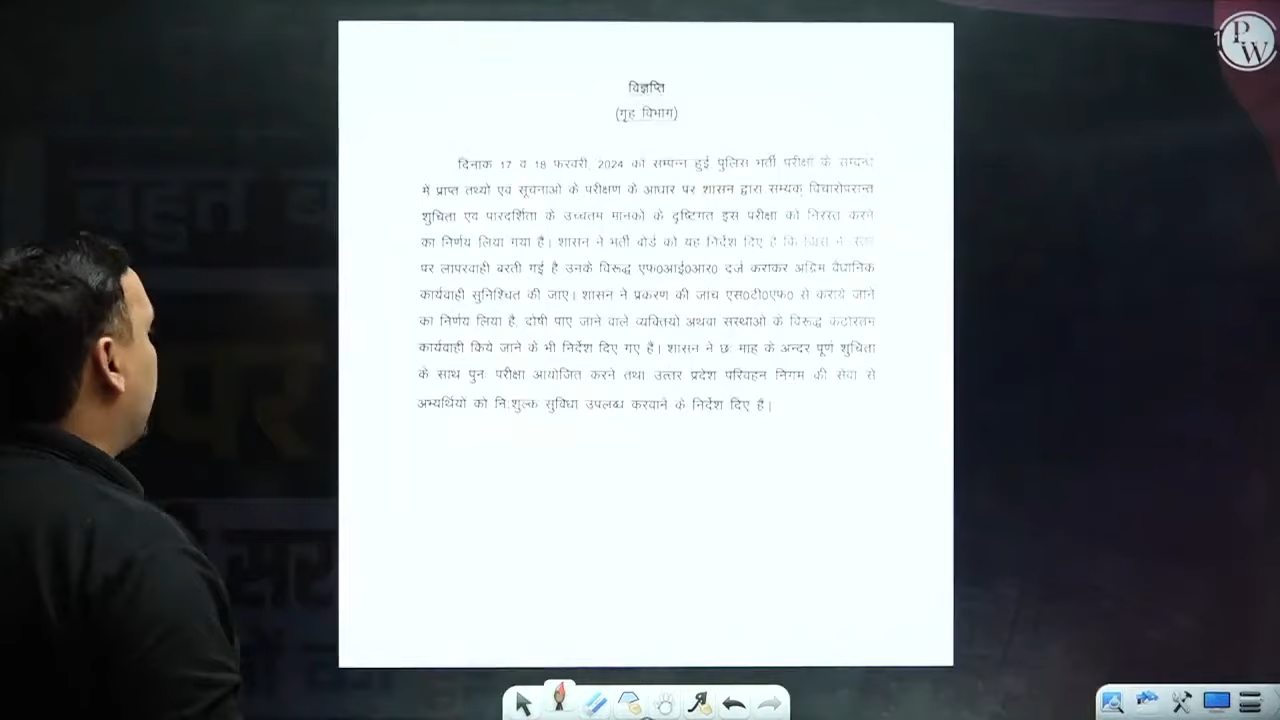 विज्ञप्ति
(गृह विभाग)
दिनांक 17 व 18 फरवरी, 2024 को सम्पन्न हुई पुलिस भर्ती परीक्षा के सम्बन्ध
में प्राप्त तथ्यों एवं सूचनाओं के परीक्षण के आधार पर शासन द्वारा सम्यक् विचारोपरान्त
शुचिता एवं पारदर्शिता के उच्चतम मानकों के दृष्टिगत इस परीक्षा को निरस्त करने
का निर्णय लिया गया है। शासन ने भर्ती बोर्ड को यह निर्देश दिए है कि जिस भी स्तर
पर लापरवाही बरती गई है उनके विरूद्ध एफ0आई0आर0 दर्ज कराकर अग्रिम वैधानिक
कार्यवाही सुनिश्चित की जाए। शासन ने प्रकरण की जांच एस0टी0एफ0 से कराये जाने
का निर्णय लिया है, दोषी पाए जाने वाले व्यक्तियों अथवा संस्थाओं के विरूद्ध कठोरतम
कार्यवाही किये जाने के भी निर्देश दिए गए है। शासन ने छः माह के अन्दर पूर्ण शुचिता
के साथ पुनः परीक्षा आयोजित करने तथा उत्तर प्रदेश परिवहन निगम की सेवा से
अभ्यर्थियों को निःशुल्क सुविधा उपलब्ध करवाने के निर्देश दिए है।
PW